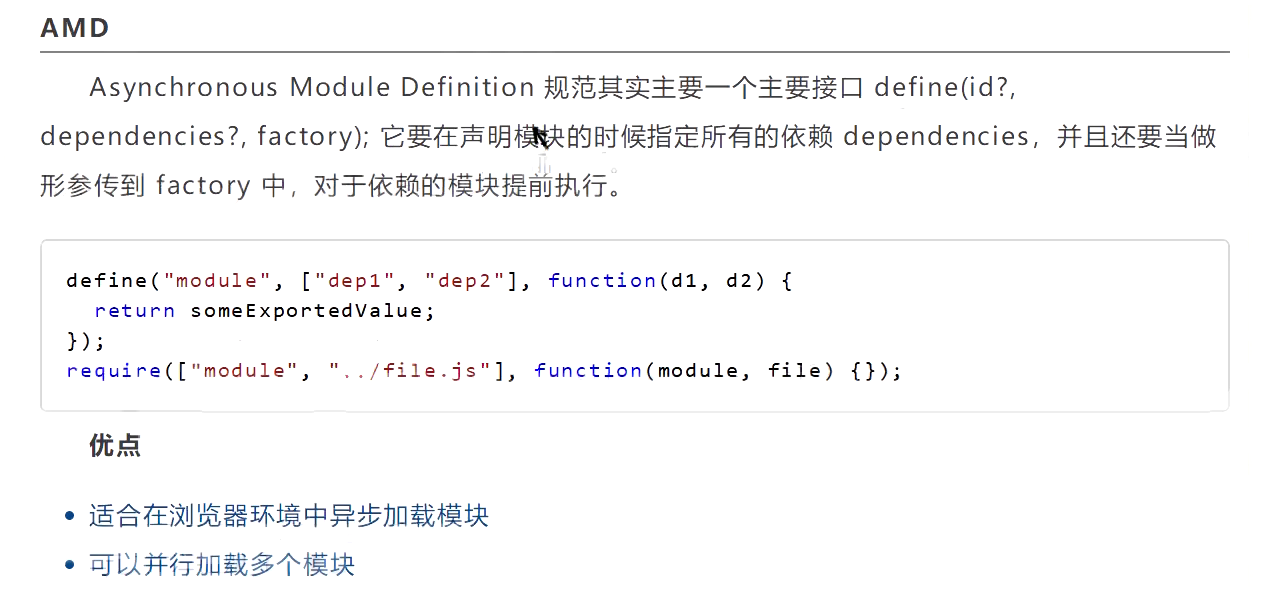 AMD
Asynchronous Module Definition 规范其实主要一个主要接口 define(id?,
dependencies?, factory); 它要在声明模块的时候指定所有的依赖 dependencies，并且还要当做
形参传到 factory 中，对于依赖的模块提前执行。
define("module", ["dep1", "dep2"], function(d1, d2) {
  return someExportedValue;
});
require(["module", "../file.js"], function(module, file) {});
优点
• 适合在浏览器环境中异步加载模块
• 可以并行加载多个模块